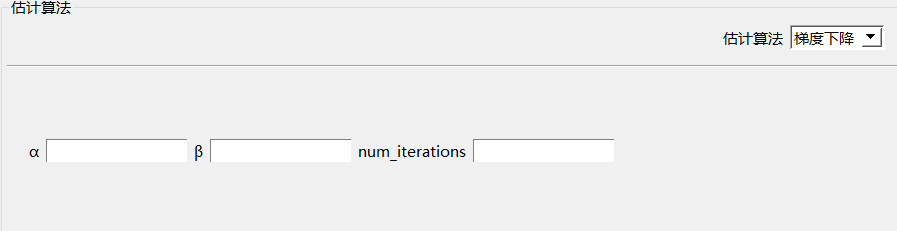 估计算法
估计算法 梯度下降
α β num_iterations